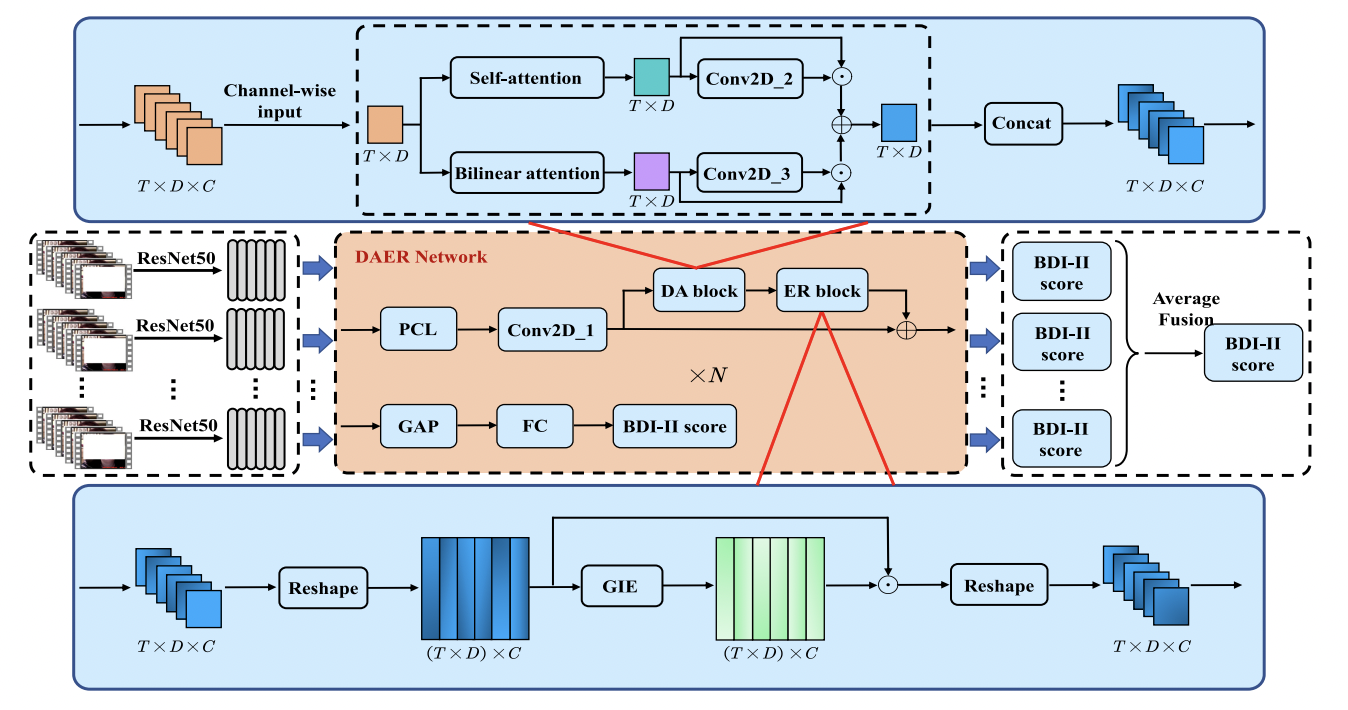 Channel-wise
input
T × D × C
T × D
Self-attention
T × D
Conv2D_2
Bilinear attention
T × D
Conv2D_3
T × D
Concat
T × D × C
ResNet50
ResNet50
ResNet50
DAER Network
PCL
Conv2D_1
DA block
ER block
× N
GAP
FC
BDI-II score
BDI-II
score
BDI-II
score
BDI-II
score
Average
Fusion
BDI-II
score
T × D × C
Reshape
(T × D) × C
GIE
(T × D) × C
Reshape
T × D × C